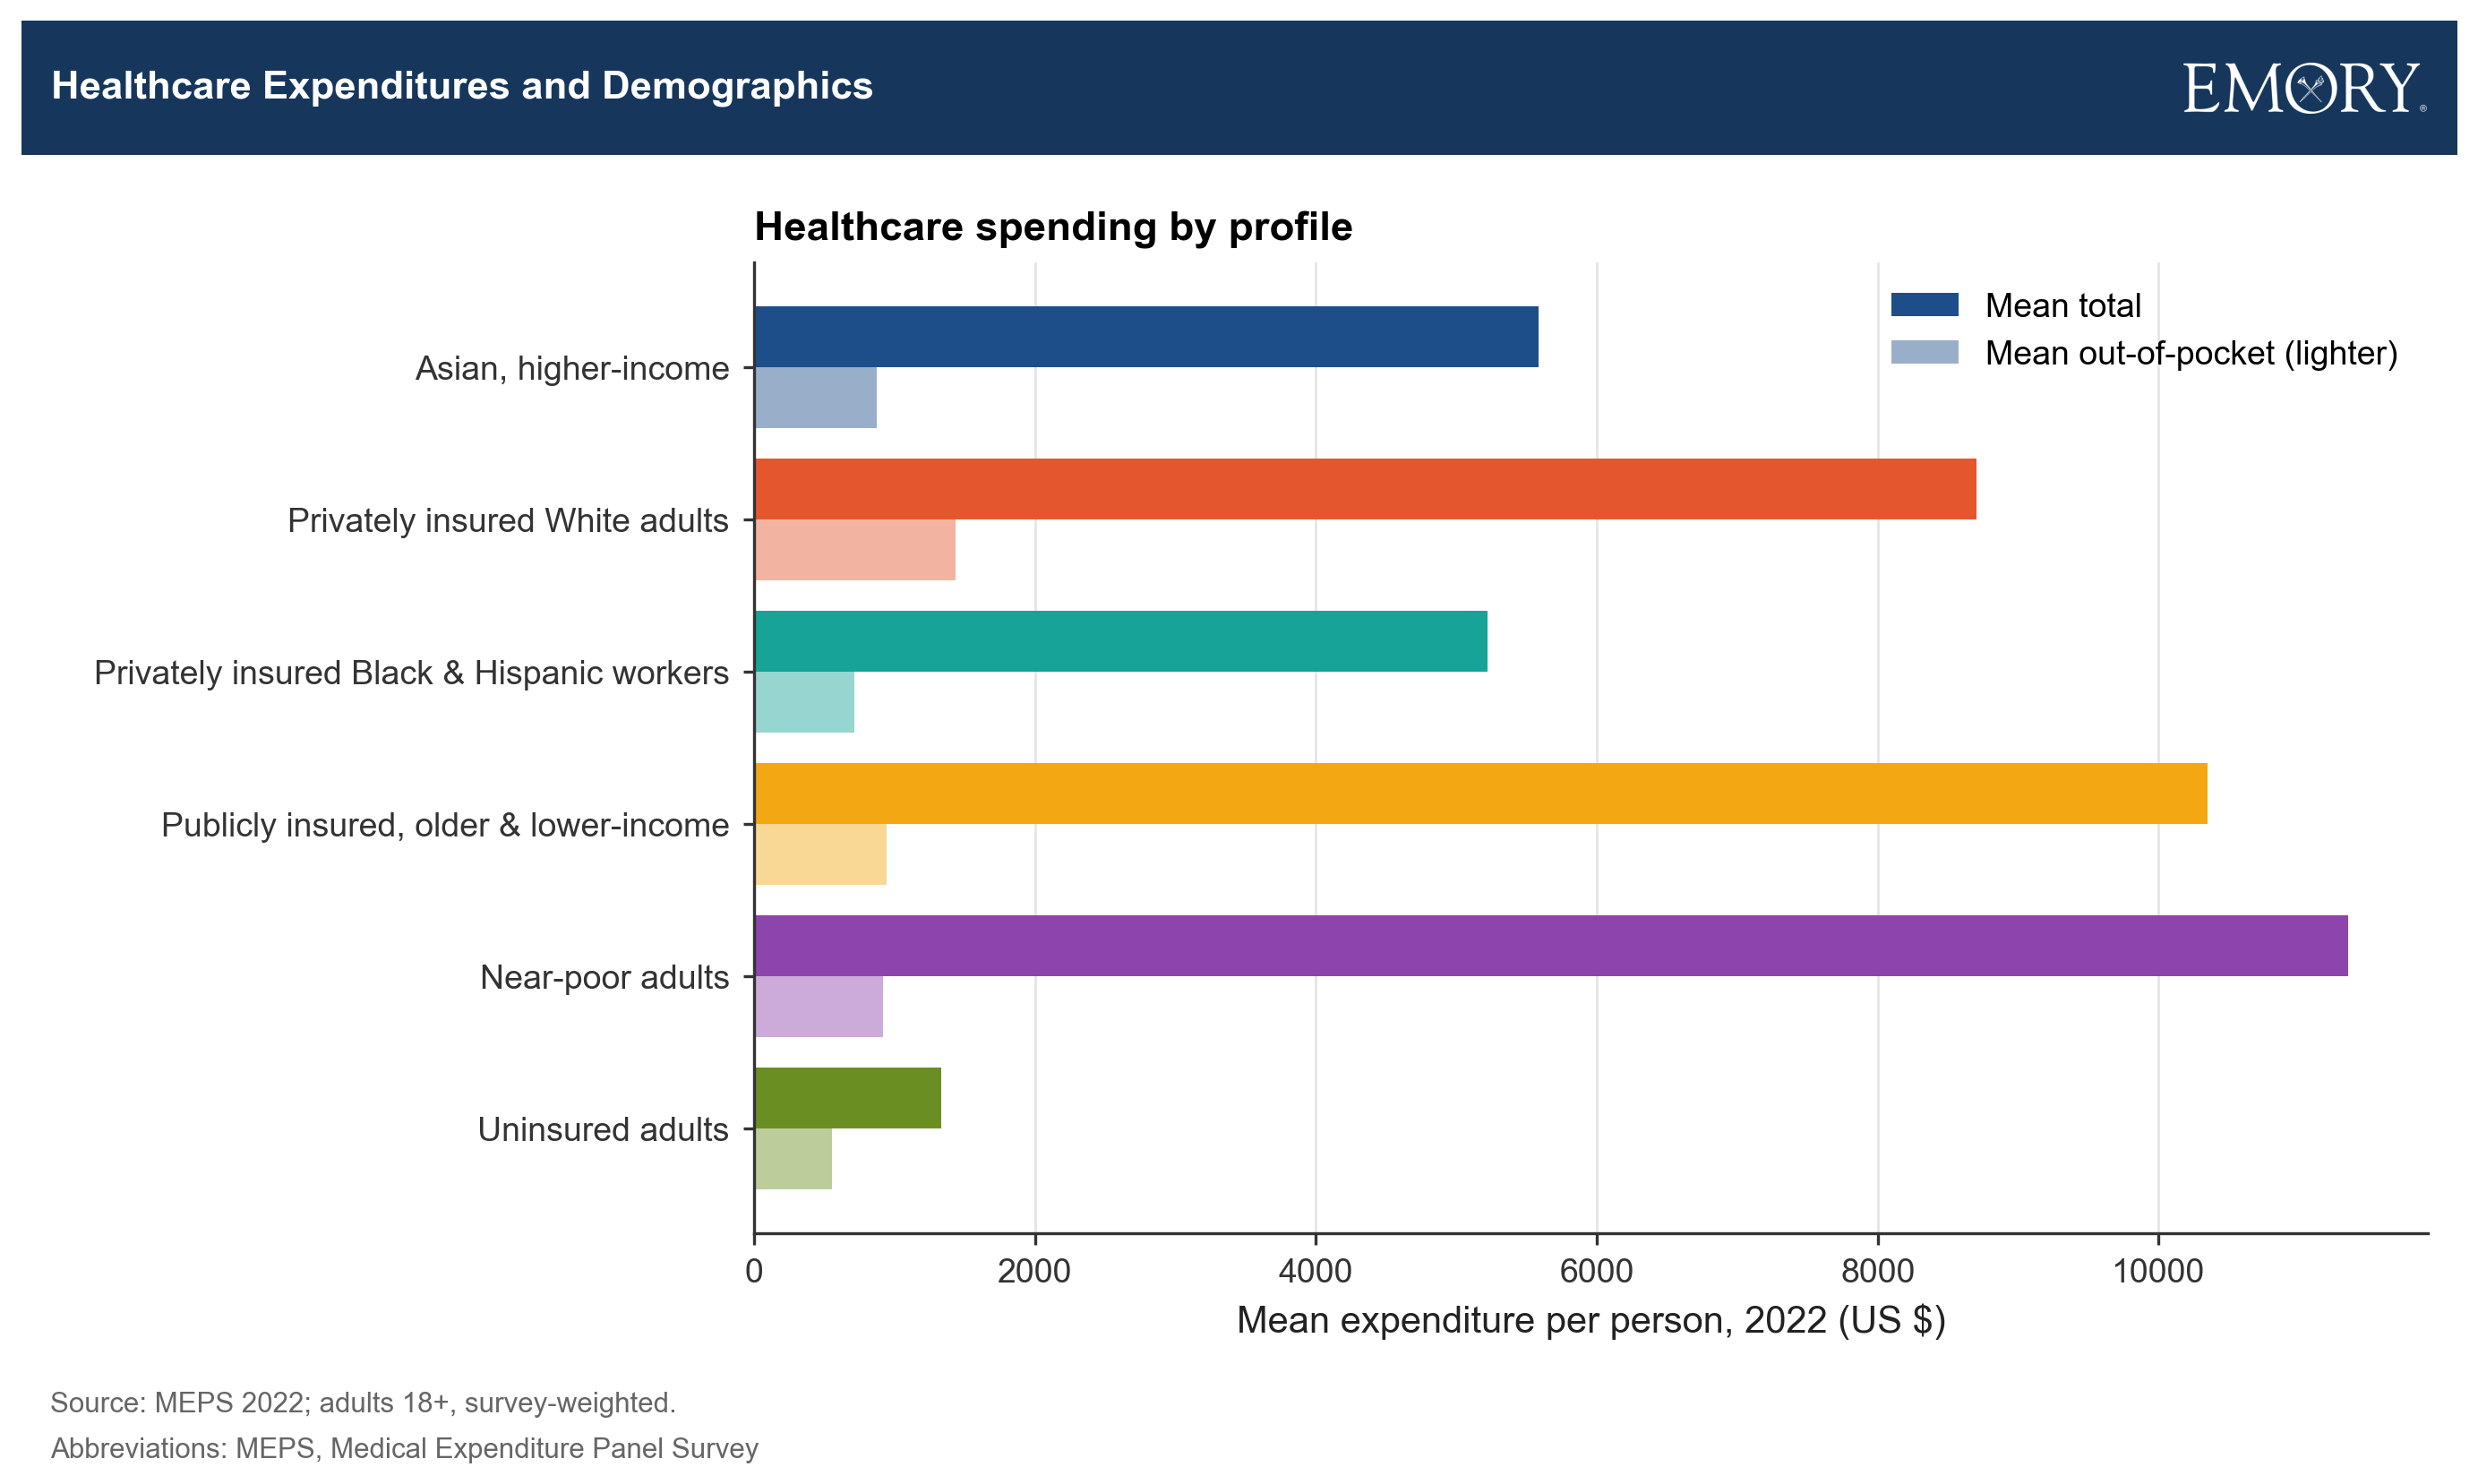 Healthcare Expenditures and Demographics
EMORY®
Healthcare spending by profile
Mean total
Mean out-of-pocket (lighter)
Asian, higher-income
Privately insured White adults
Privately insured Black & Hispanic workers
Publicly insured, older & lower-income
Near-poor adults
Uninsured adults
0 2000 4000 6000 8000 10000
Mean expenditure per person, 2022 (US $)
Source: MEPS 2022; adults 18+, survey-weighted.
Abbreviations: MEPS, Medical Expenditure Panel Survey